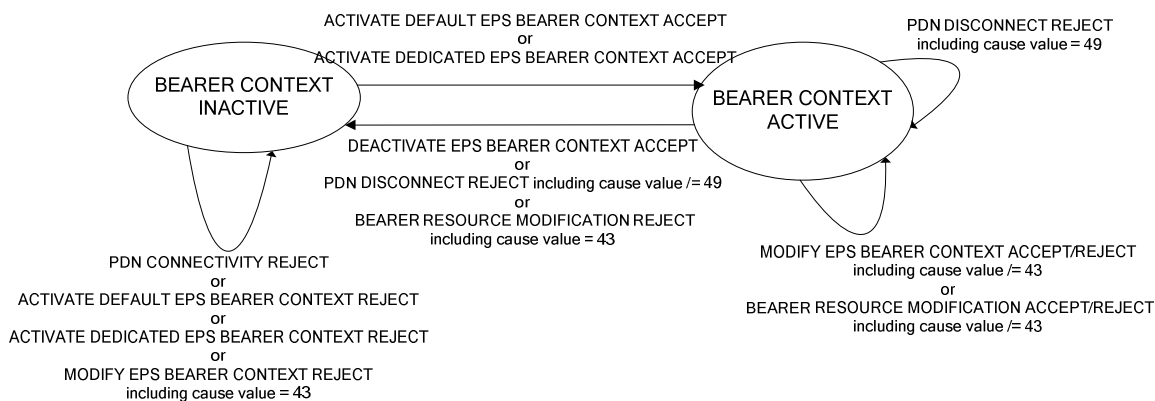 ACTIVATE DEFAULT EPS BEARER CONTEXT ACCEPT
or
ACTIVATE DEDICATED EPS BEARER CONTEXT ACCEPT
PDN DISCONNECT REJECT
including cause value = 49
BEARER CONTEXT
INACTIVE
BEARER CONTEXT
ACTIVE
DEACTIVATE EPS BEARER CONTEXT ACCEPT
or
PDN DISCONNECT REJECT including cause value /= 49
or
BEARER RESOURCE MODIFICATION REJECT
including cause value = 43
PDN CONNECTIVITY REJECT
or
ACTIVATE DEFAULT EPS BEARER CONTEXT REJECT
or
ACTIVATE DEDICATED EPS BEARER CONTEXT REJECT
or
MODIFY EPS BEARER CONTEXT REJECT
including cause value = 43
MODIFY EPS BEARER CONTEXT ACCEPT/REJECT
including cause value /= 43
or
BEARER RESOURCE MODIFICATION ACCEPT/REJECT
including cause value /= 43